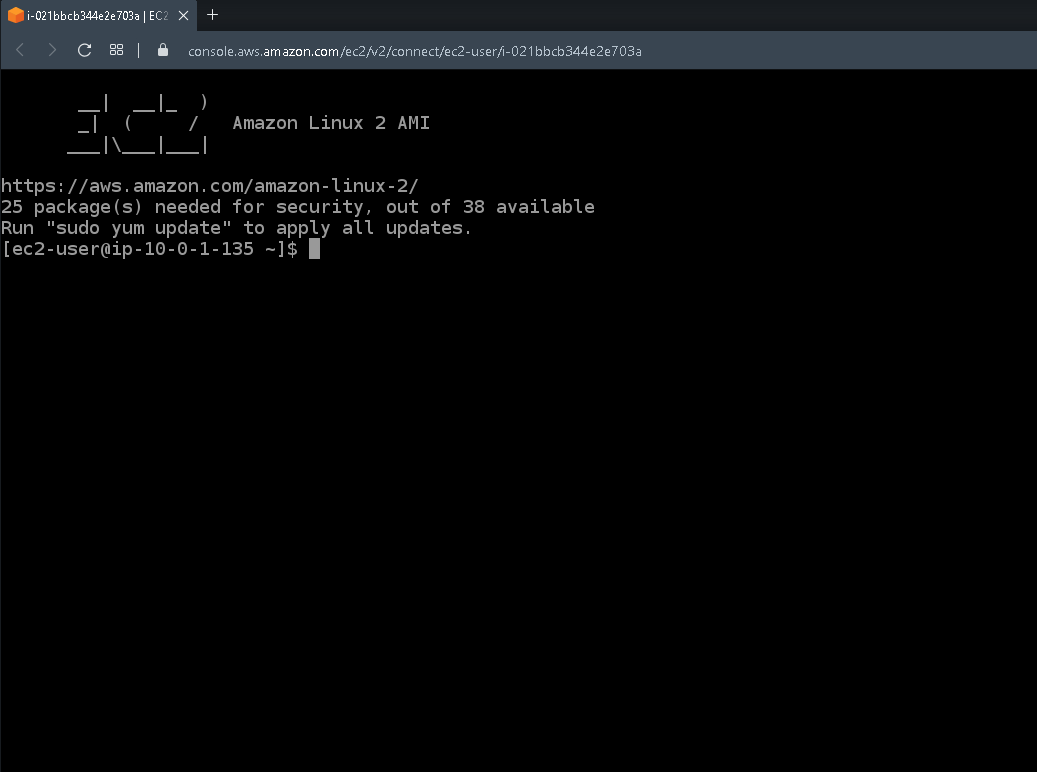 i-021bbcb344e2e703a | EC2
console.aws.amazon.com/ec2/v2/connect/ec2-user/i-021bbcb344e2e703a
       __|  __|_  )
       _|  (     /   Amazon Linux 2 AMI
      ___|\___|___|
https://aws.amazon.com/amazon-linux-2/
25 package(s) needed for security, out of 38 available
Run "sudo yum update" to apply all updates.
[ec2-user@ip-10-0-1-135 ~]$